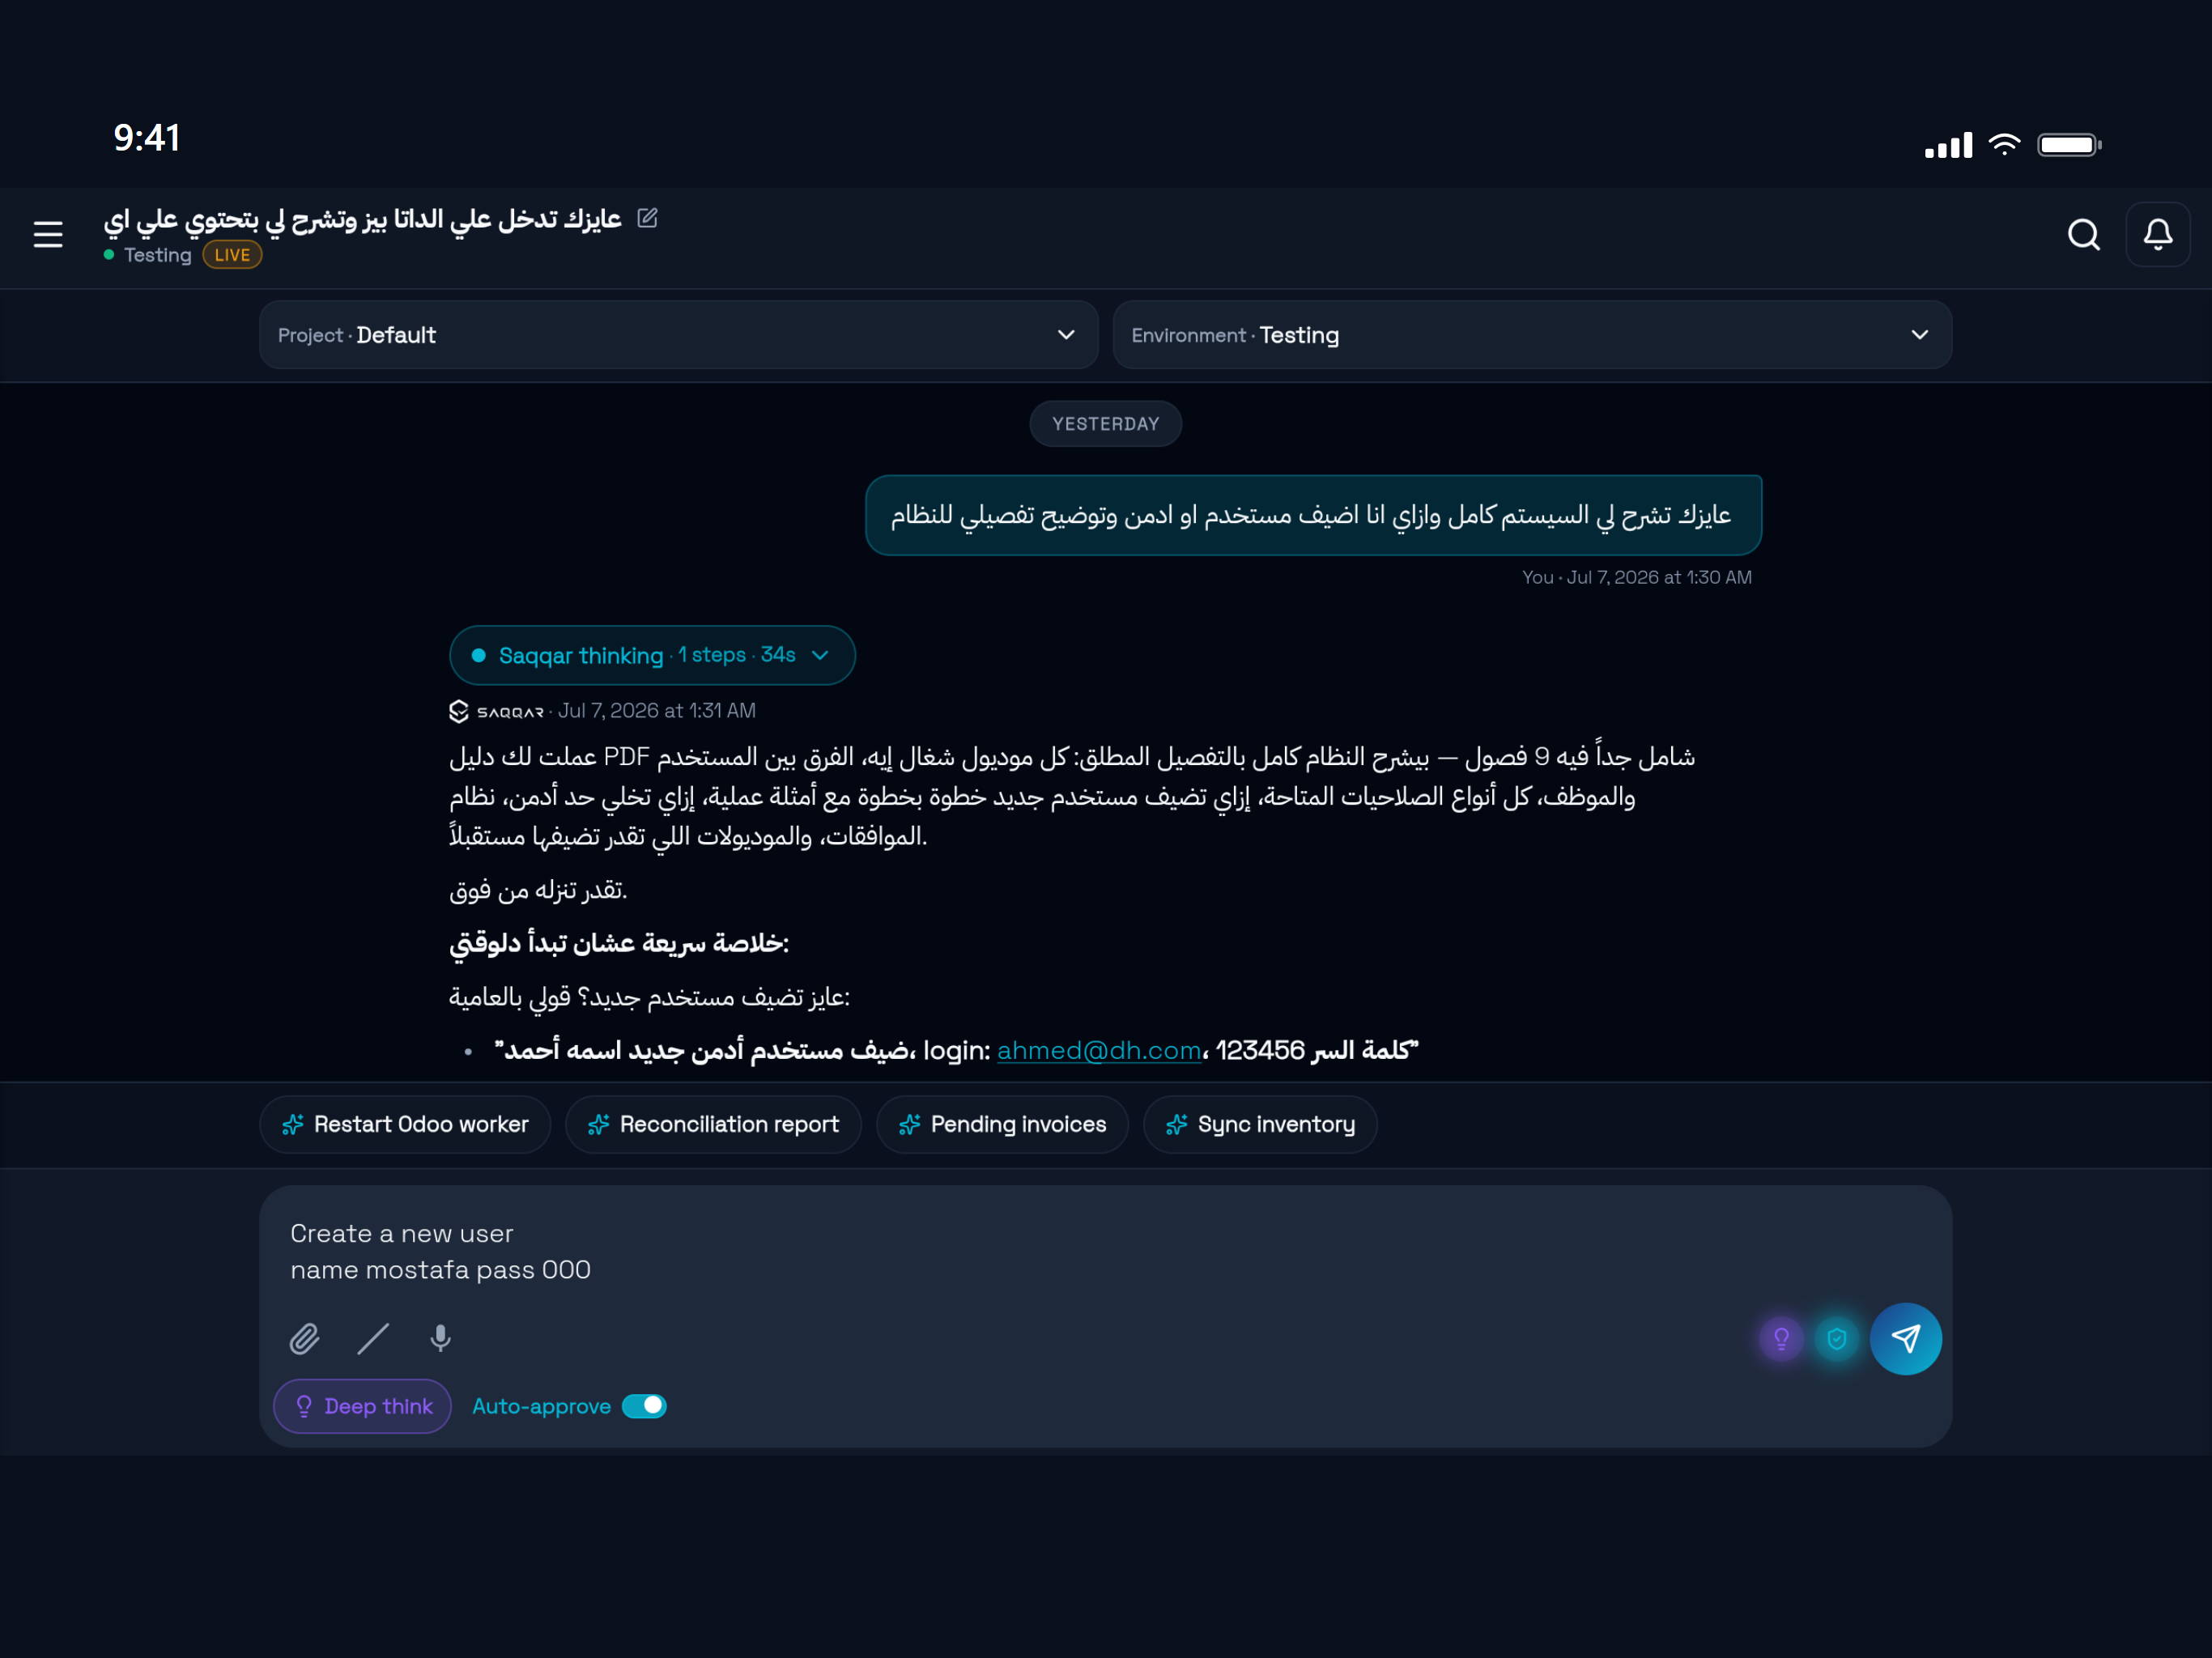 9:41
عايزك تدخل علي الداتا بيز وتشرح لي بتحتوي علي اي
Testing LIVE
Project · Default
Environment · Testing
YESTERDAY
عايزك تشرح لي السيستم كامل وازاي انا اضيف مستخدم او ادمن وتوضيح تفصيلي للنظام
You · Jul 7, 2026 at 1:30 AM
Saqqar thinking · 1 steps · 34s
SAQQAR · Jul 7, 2026 at 1:31 AM
عملت لك دليل PDF شامل جداً فيه 9 فصول — بيشرح النظام كامل بالتفصيل المطلق: كل موديول شغال إيه، الفرق بين المستخدم
والموظف، كل أنواع الصلاحيات المتاحة، إزاي تضيف مستخدم جديد خطوة بخطوة مع أمثلة عملية، إزاي تخلي حد أدمن، نظام
الموافقات، والموديولات اللي تقدر تضيفها مستقبلاً.
تقدر تنزله من فوق.
خلاصة سريعة عشان تبدأ دلوقتي:
عايز تضيف مستخدم جديد؟ قولي بالعامية:
• "ضيف مستخدم أدمن جديد اسمه أحمد، login: ahmed@dh.com، كلمة السر 123456"
Restart Odoo worker
Reconciliation report
Pending invoices
Sync inventory
Create a new user
name mostafa pass 000
Deep think
Auto-approve